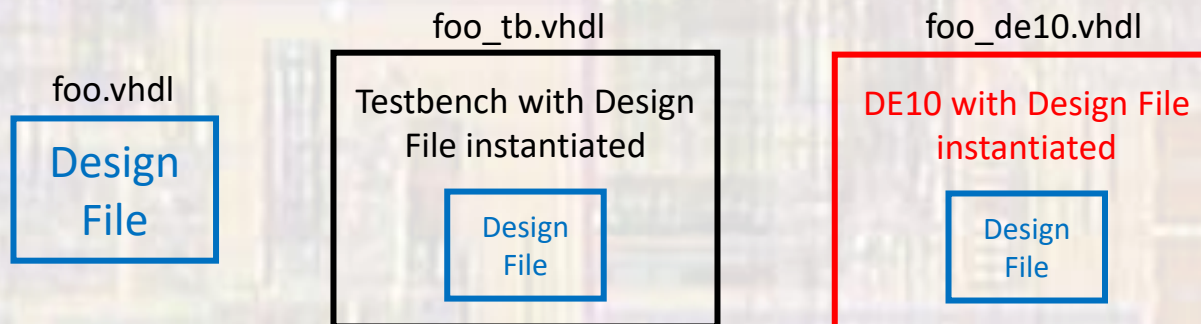 foo.vhdl
Design
File
foo_tb.vhdl
Testbench with Design
File instantiated
Design
File
foo_de10.vhdl
DE10 with Design File
instantiated
Design
File